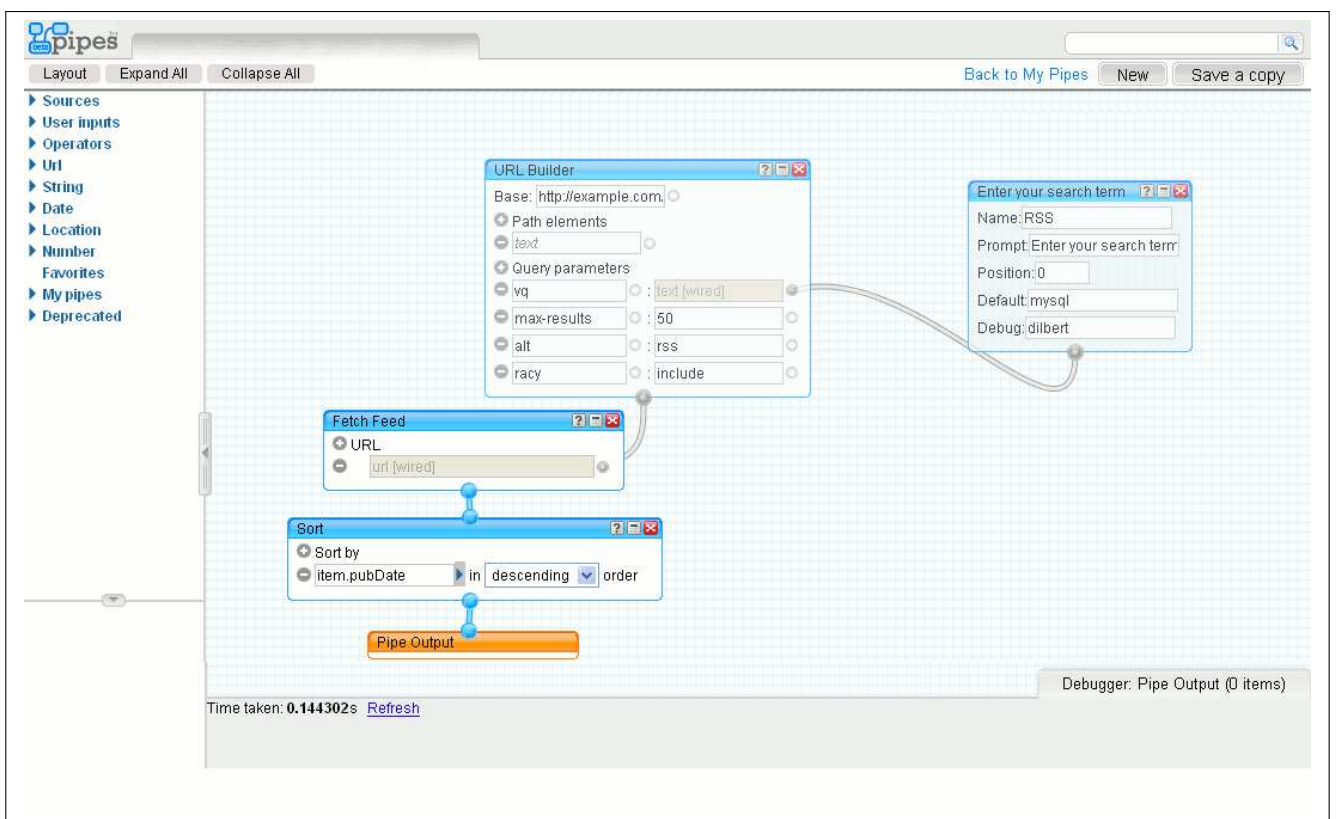 beta pipes
Layout Expand All Collapse All Back to My Pipes New Save a copy
Sources
User inputs
Operators
Url
String
Date
Location
Number
Favorites
My pipes
Deprecated
URL Builder
Base: http://example.com.
Path elements
text
Query parameters
vq : text [wired]
max-results : 50
alt : rss
racy : include
Enter your search term
Name: RSS
Prompt: Enter your search term
Position: 0
Default: mysql
Debug: dilbert
Fetch Feed
URL
url [wired]
Sort
Sort by
item.pubDate in descending order
Pipe Output
Debugger: Pipe Output (0 items)
Time taken: 0.144302s Refresh